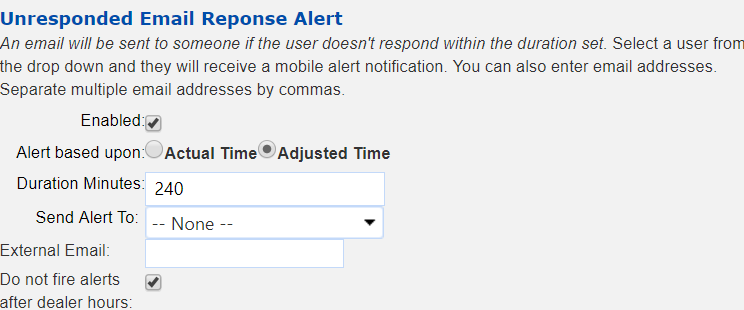 Unresponded Email Reponse Alert
An email will be sent to someone if the user doesn't respond within the duration set. Select a user from
the drop down and they will receive a mobile alert notification. You can also enter email addresses.
Separate multiple email addresses by commas.
Enabled:
Alert based upon: Actual Time Adjusted Time
Duration Minutes: 240
Send Alert To: -- None --
External Email:
Do not fire alerts
after dealer hours: